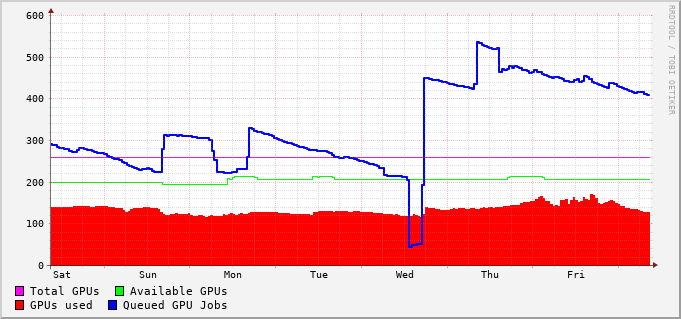 600
500
400
300
200
100
0
Sat Sun Mon Tue Wed Thu Fri
Total GPUs Available GPUs
GPUs used Queued GPU Jobs
RRDTOOL / TOBI OETIKER